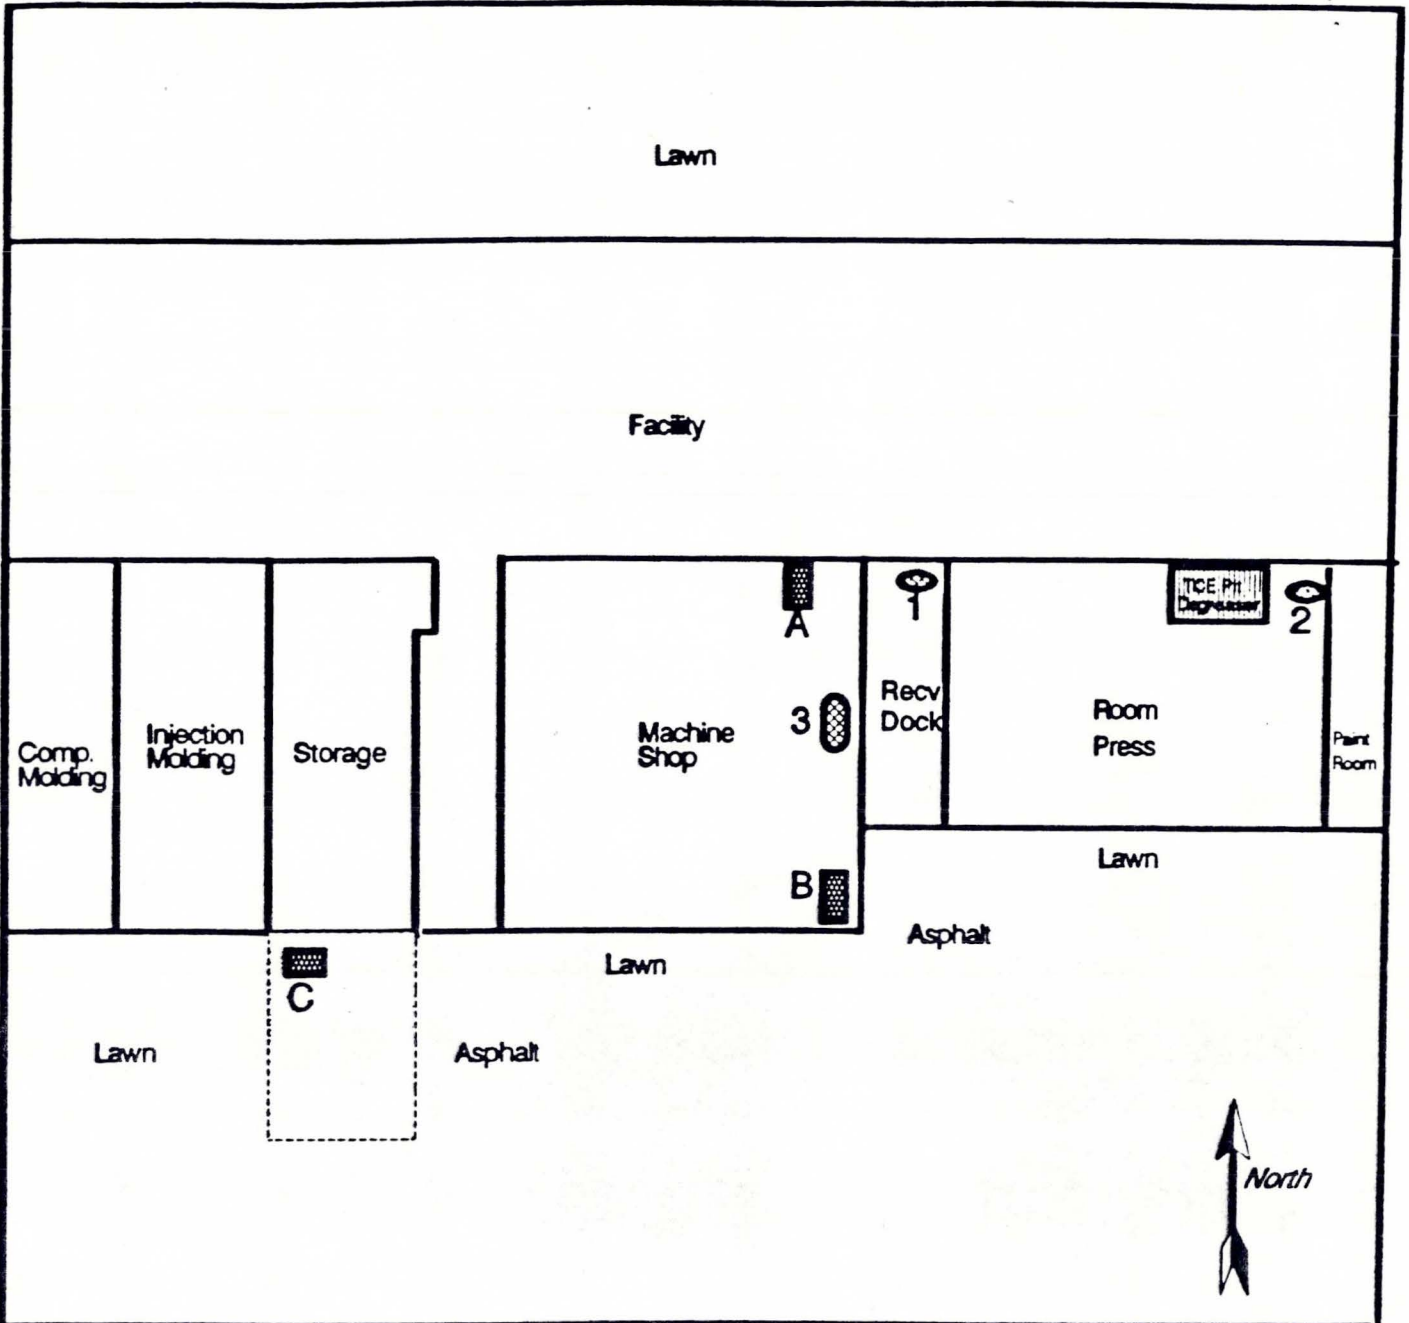 Lawn
Facility
TCE Pit
Degreaser
1
2
A
Recv
Dock
3
Room
Press
Machine
Shop
Injection
Molding
Storage
Comp.
Molding
Paint
Room
Lawn
B
Asphalt
Lawn
C
Lawn
Asphalt
North